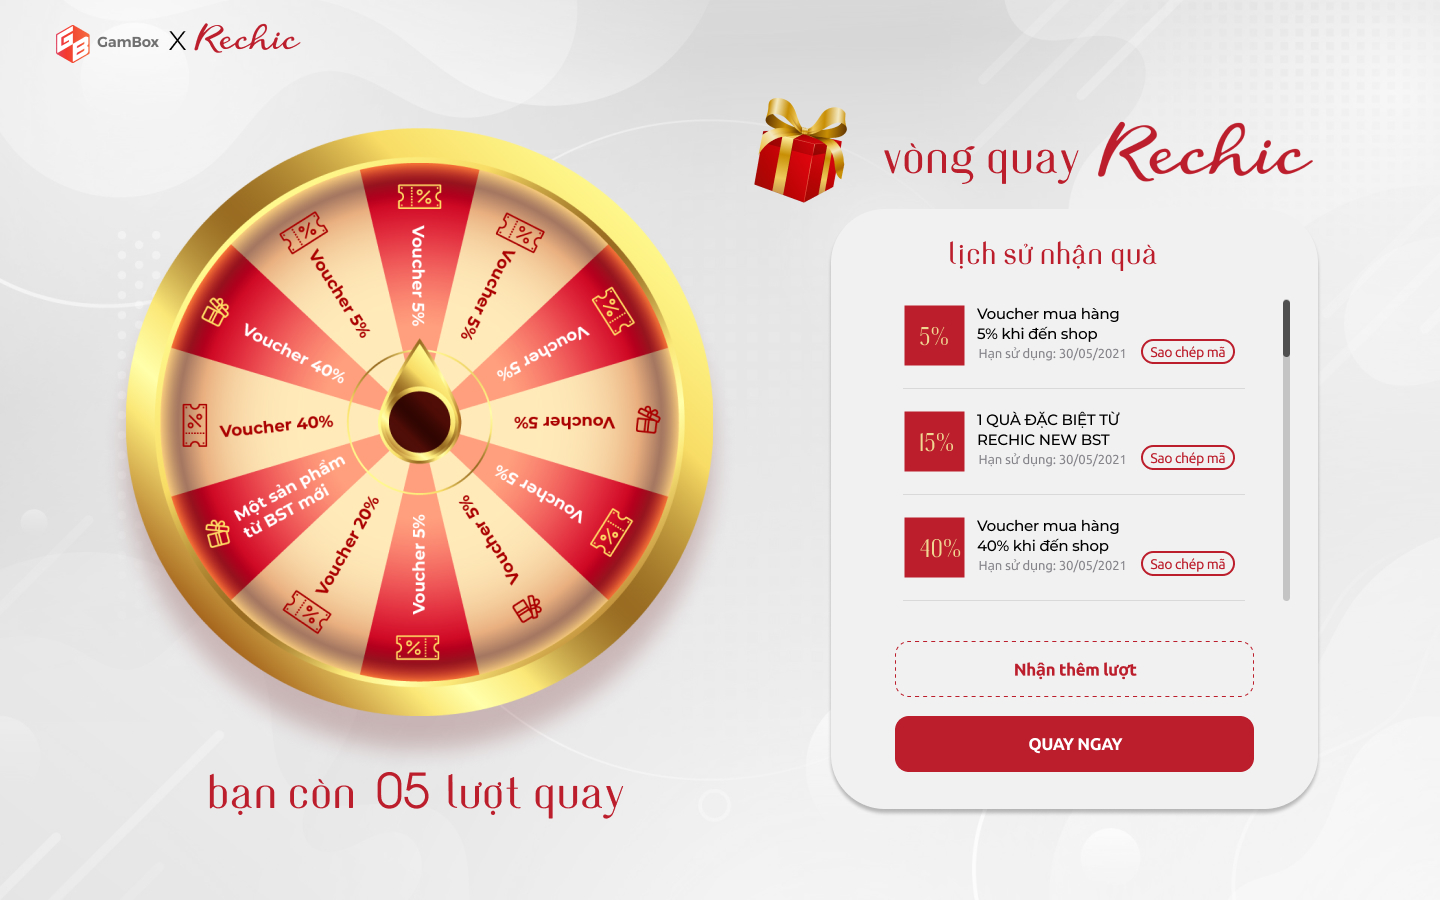 GB GamBox X Rechic
vòng quay Rechic
Voucher 5%
Voucher 5%
Voucher 5%
Voucher 5%
Voucher 5%
Voucher 5%
Voucher 5%
Voucher 20%
Một sản phẩm
từ BST mới
Voucher 40%
Voucher 40%
Voucher 5%
bạn còn 05 lượt quay
lịch sử nhận quà
5%
Voucher mua hàng
5% khi đến shop
Hạn sử dụng: 30/05/2021
Sao chép mã
15%
1 QUÀ ĐẶC BIỆT TỪ
RECHIC NEW BST
Hạn sử dụng: 30/05/2021
Sao chép mã
40%
Voucher mua hàng
40% khi đến shop
Hạn sử dụng: 30/05/2021
Sao chép mã
Nhận thêm lượt
QUAY NGAY